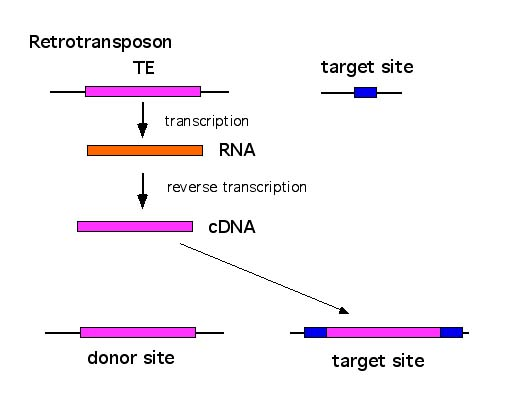 Retrotransposon
TE
target site
transcription
RNA
reverse transcription
cDNA
donor site
target site